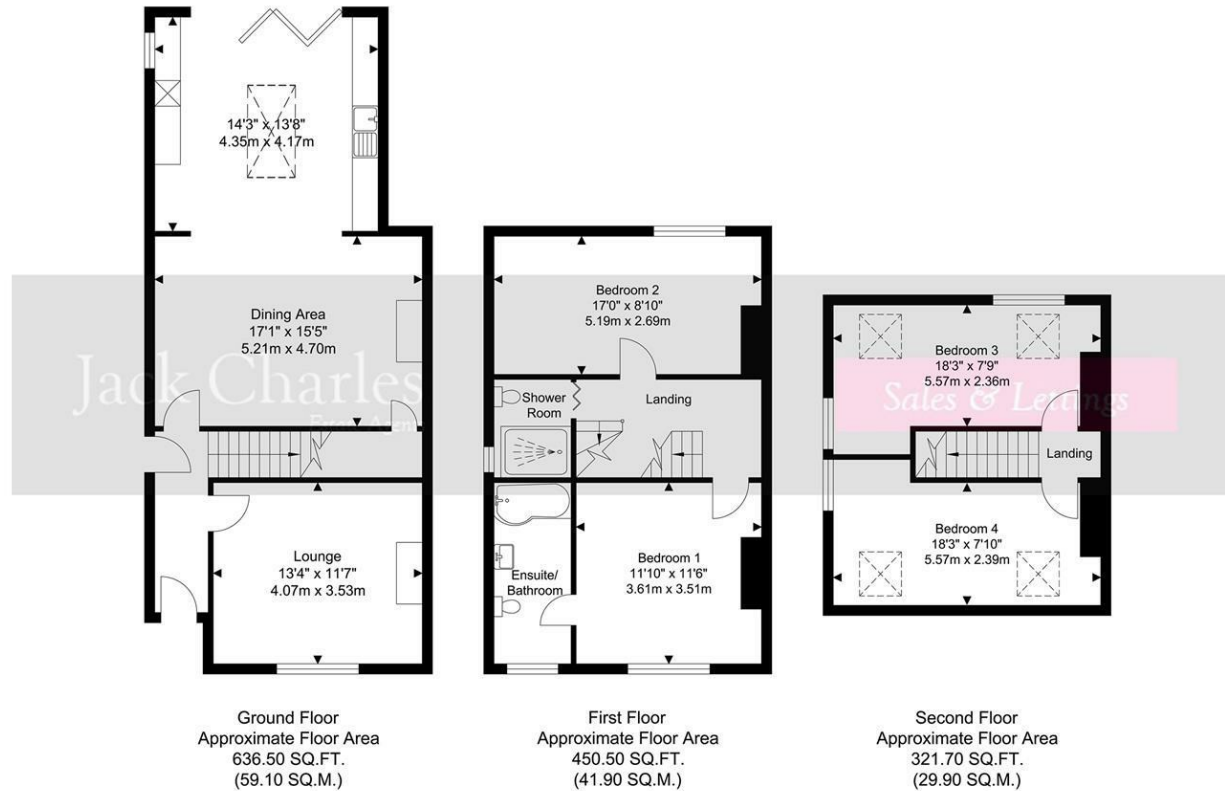 14'3" x 13'8"
4.35m x 4.17m
Dining Area
17'1" x 15'5"
5.21m x 4.70m
Lounge
13'4" x 11'7"
4.07m x 3.53m
Ground Floor
Approximate Floor Area
636.50 SQ.FT.
(59.10 SQ.M.)
Bedroom 2
17'0" x 8'10"
5.19m x 2.69m
Shower
Room
Landing
Ensuite/
Bathroom
Bedroom 1
11'10" x 11'6"
3.61m x 3.51m
First Floor
Approximate Floor Area
450.50 SQ.FT.
(41.90 SQ.M.)
Bedroom 3
18'3" x 7'9"
5.57m x 2.36m
Landing
Bedroom 4
18'3" x 7'10"
5.57m x 2.39m
Second Floor
Approximate Floor Area
321.70 SQ.FT.
(29.90 SQ.M.)
Jack Charles
Estate Agents
Sales & Lettings